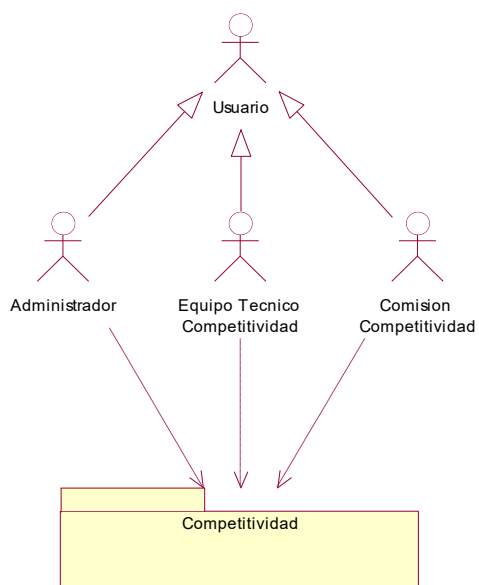 Usuario
Administrador
Equipo Tecnico
Competitividad
Comision
Competitividad
Competitividad